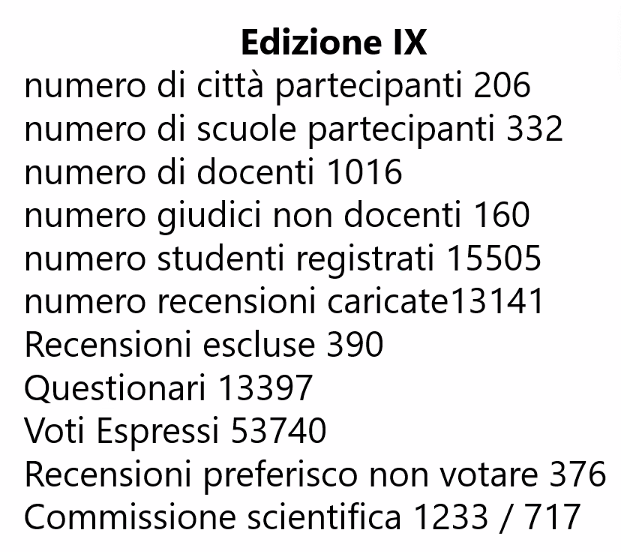 Edizione IX
numero di città partecipanti 206
numero di scuole partecipanti 332
numero di docenti 1016
numero giudici non docenti 160
numero studenti registrati 15505
numero recensioni caricate13141
Recensioni escluse 390
Questionari 13397
Voti Espressi 53740
Recensioni preferisco non votare 376
Commissione scientifica 1233 / 717